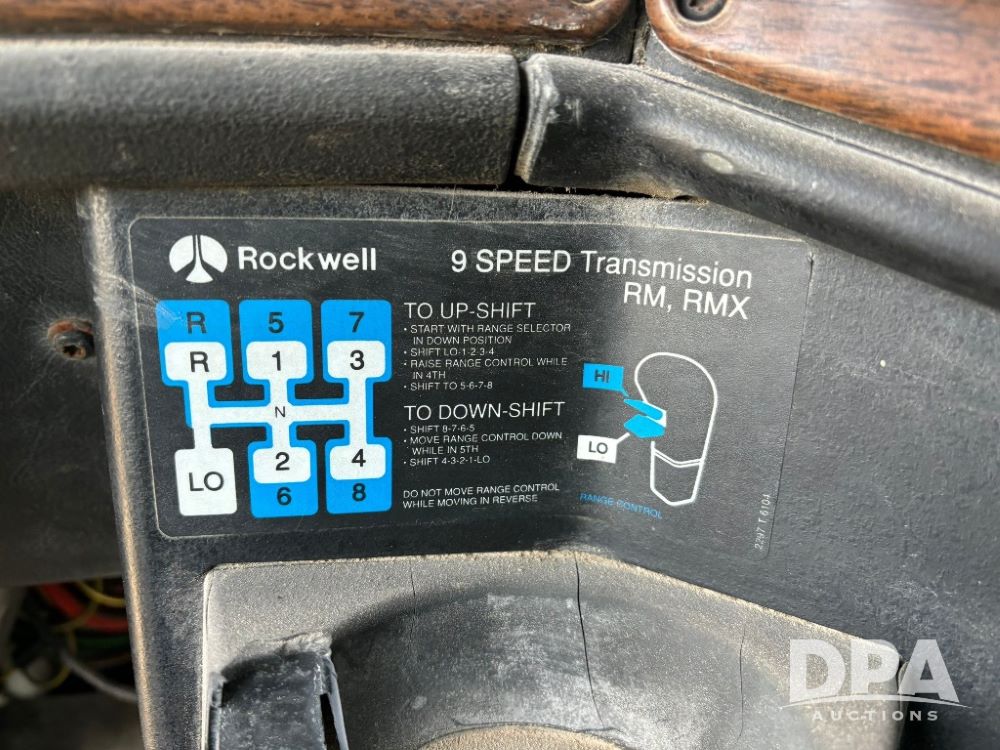 Rockwell
9 SPEED Transmission
RM, RMX
R 5 7
R 1 3
N
LO 2 4
6 8
TO UP-SHIFT
• START WITH RANGE SELECTOR
IN DOWN POSITION
• SHIFT LO-1-2-3-4
• RAISE RANGE CONTROL WHILE
IN 4TH
• SHIFT TO 5-6-7-8
TO DOWN-SHIFT
• SHIFT 8-7-6-5
• MOVE RANGE CONTROL DOWN
WHILE IN 5TH
• SHIFT 4-3-2-1-LO
DO NOT MOVE RANGE CONTROL
WHILE MOVING IN REVERSE
HI
LO
RANGE CONTROL
2297 T 6104
DPA
AUCTIONS